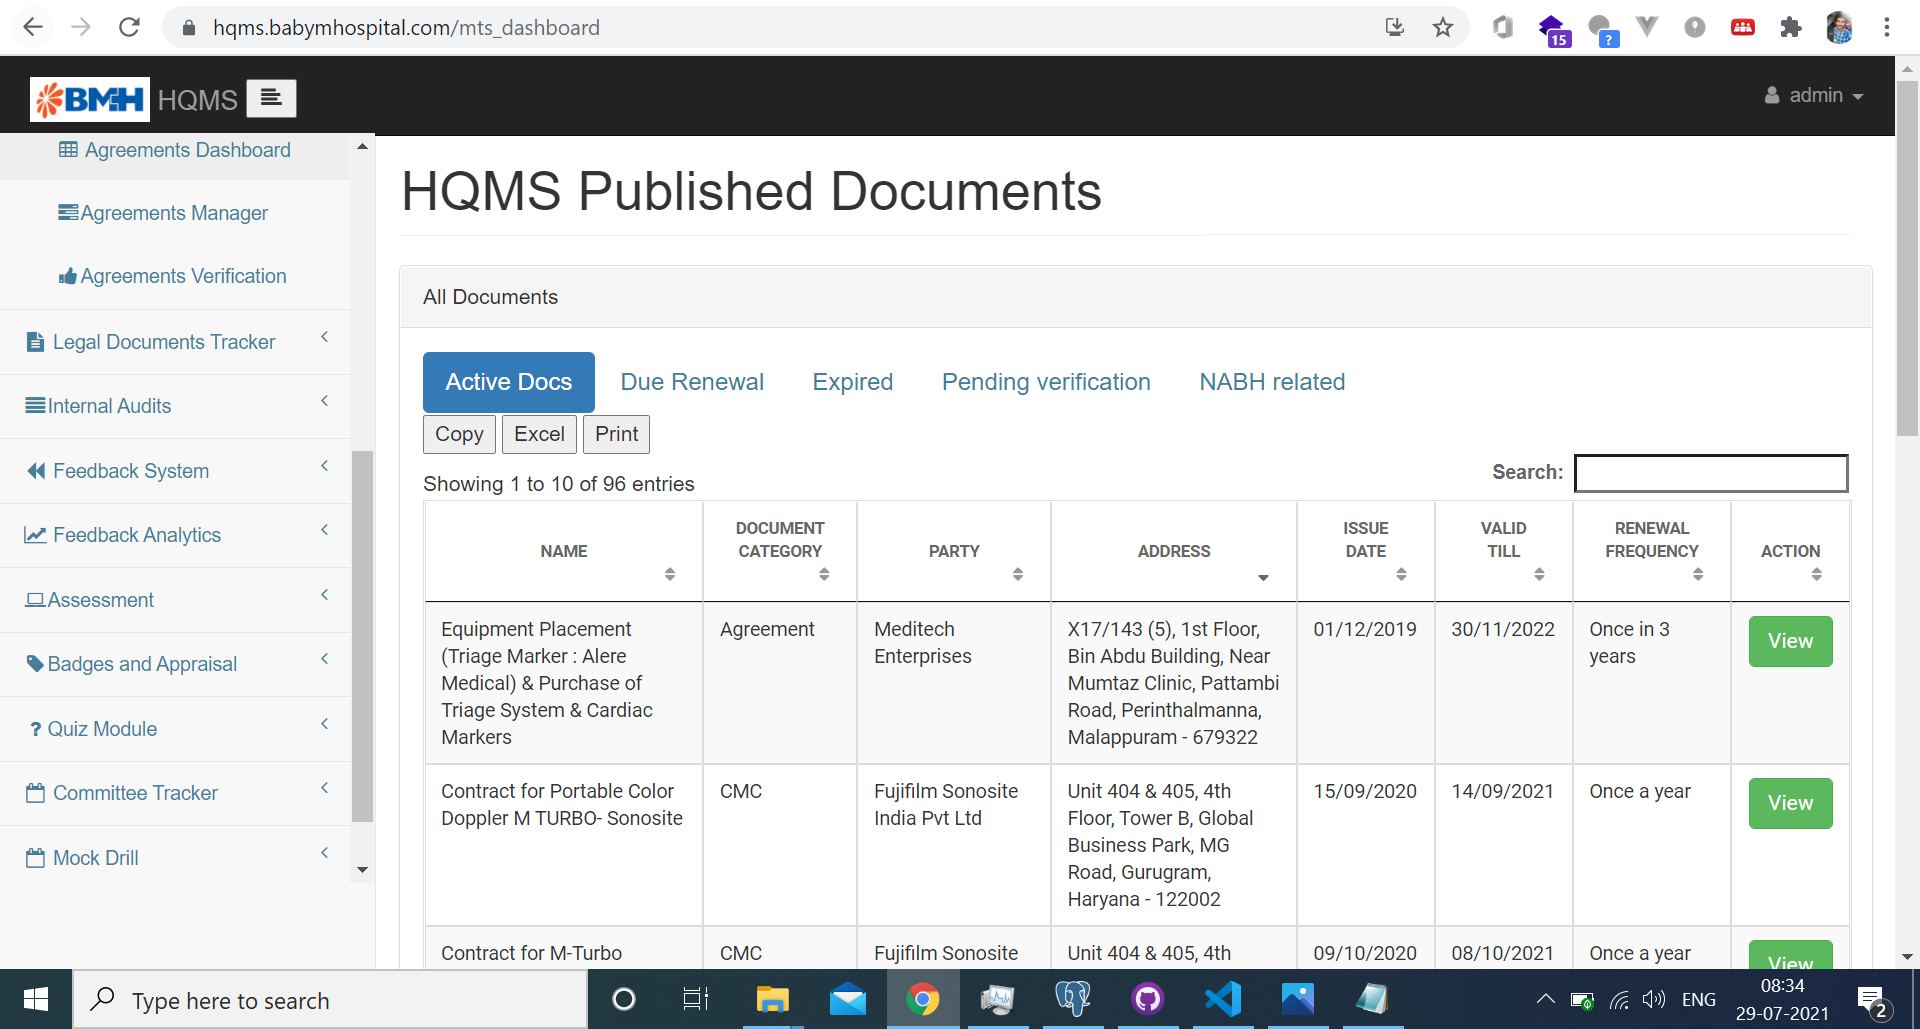 hqms.babymhospital.com/mts_dashboard
15
?
BMH HQMS
admin
Agreements Dashboard
Agreements Manager
Agreements Verification
Legal Documents Tracker
Internal Audits
Feedback System
Feedback Analytics
Assessment
Badges and Appraisal
? Quiz Module
Committee Tracker
Mock Drill
HQMS Published Documents
All Documents
Active Docs Due Renewal Expired Pending verification NABH related
Copy Excel Print
Search:
Showing 1 to 10 of 96 entries
NAME DOCUMENT CATEGORY PARTY ADDRESS ISSUE DATE VALID TILL RENEWAL FREQUENCY ACTION
Equipment Placement Agreement Meditech X17/143 (5), 1st Floor, 01/12/2019 30/11/2022 Once in 3 View
(Triage Marker : Alere Enterprises Bin Abdu Building, Near years
Medical) & Purchase of Mumtaz Clinic, Pattambi
Triage System & Cardiac Road, Perinthalmanna,
Markers Malappuram - 679322
Contract for Portable Color CMC Fujifilm Sonosite Unit 404 & 405, 4th 15/09/2020 14/09/2021 Once a year View
Doppler M TURBO- Sonosite India Pvt Ltd Floor, Tower B, Global
Business Park, MG
Road, Gurugram,
Haryana - 122002
Contract for M-Turbo CMC Fujifilm Sonosite Unit 404 & 405, 4th 09/10/2020 08/10/2021 Once a year View
Type here to search
ENG
08:34
29-07-2021
2